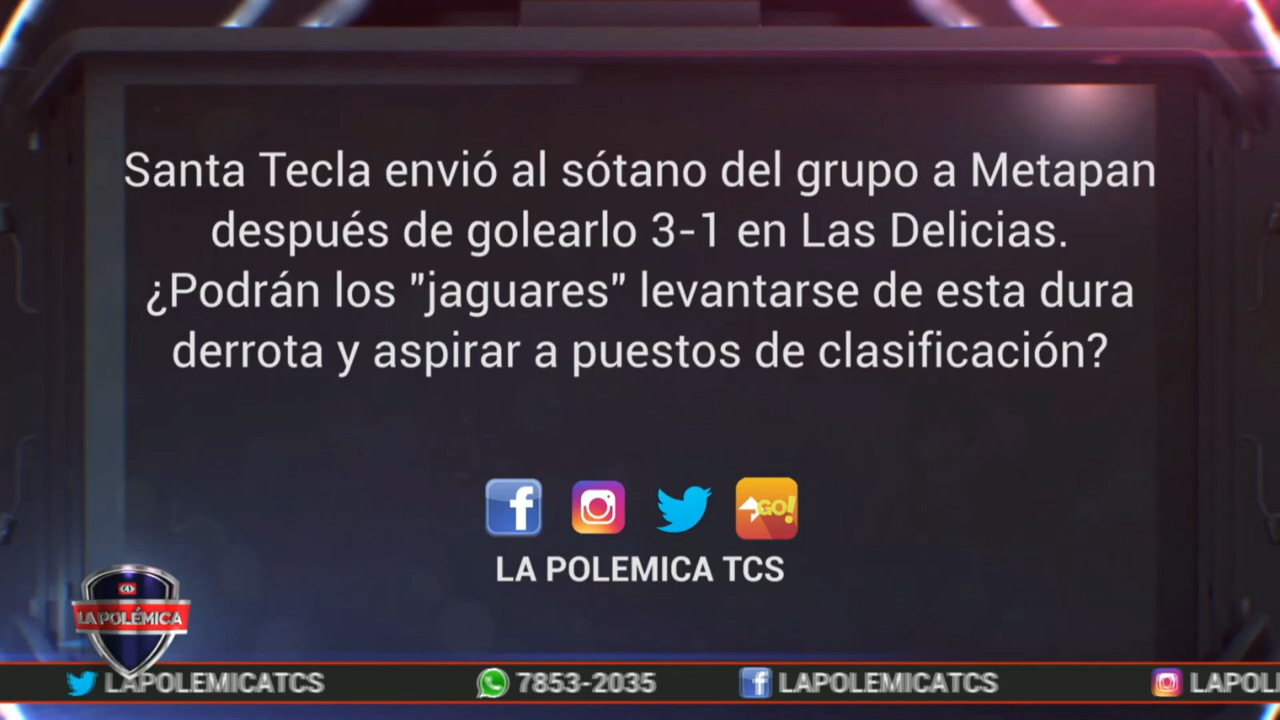 Santa Tecla envió al sótano del grupo a Metapan
después de golearlo 3-1 en Las Delicias.
¿Podrán los "jaguares" levantarse de esta dura
derrota y aspirar a puestos de clasificación?
GO!
LA POLEMICA TCS
4
LA POLÉMICA
LAPOLEMICATCS 7853-2035 LAPOLEMICATCS LAPOL